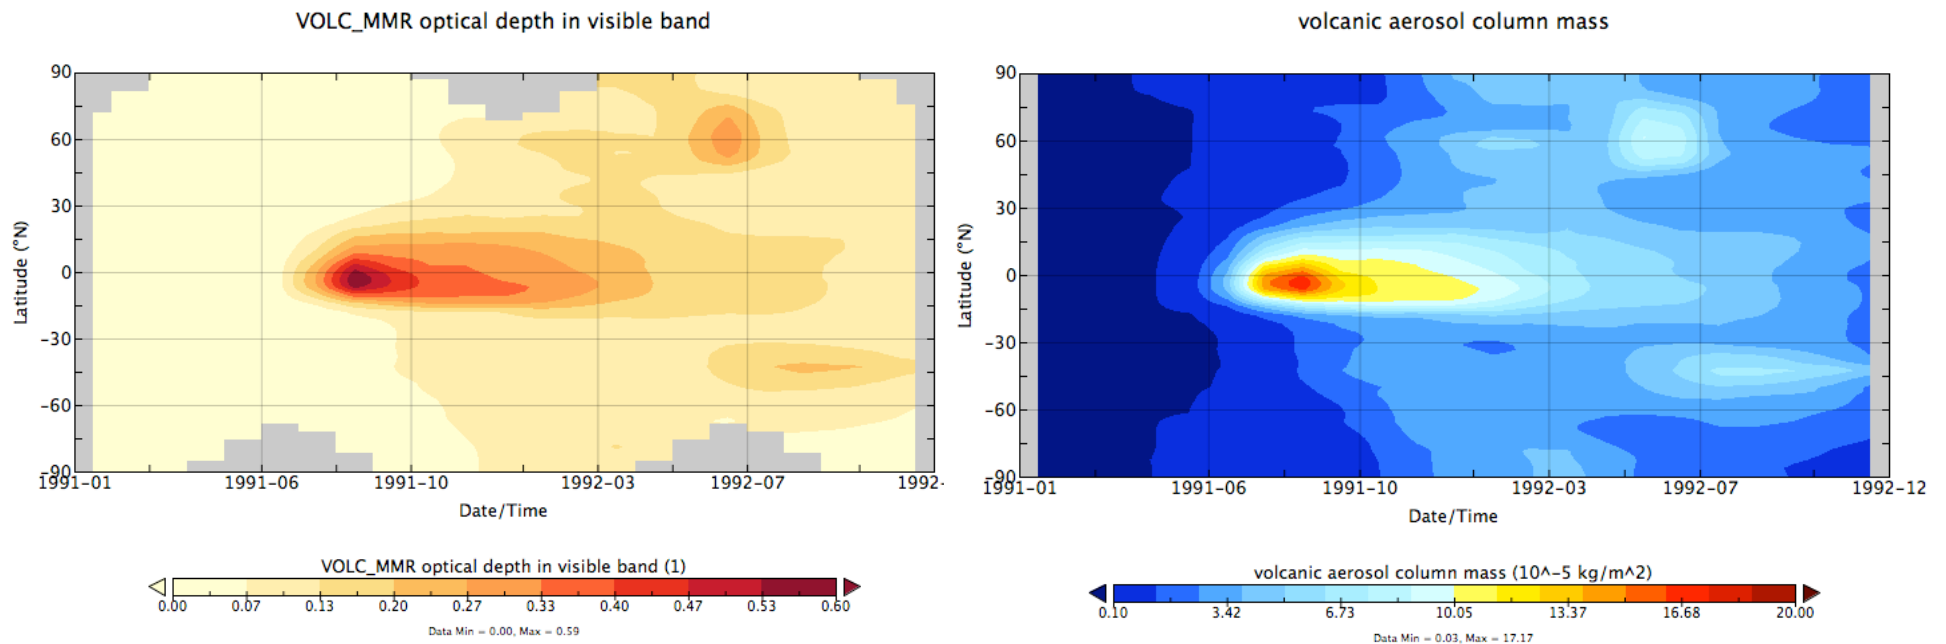 VOLC_MMR optical depth in visible band
90
60
30
0
-30
-60
-90
Latitude (°N)
1991-01 1991-06 1991-10 1992-03 1992-07 1992-
Date/Time
VOLC_MMR optical depth in visible band (1)
0.00 0.07 0.13 0.20 0.27 0.33 0.40 0.47 0.53 0.60
Data Min = 0.00, Max = 0.59
volcanic aerosol column mass
90
60
30
0
-30
-60
-90
Latitude (°N)
1991-01 1991-06 1991-10 1992-03 1992-07 1992-12
Date/Time
volcanic aerosol column mass (10^-5 kg/m^2)
0.10 3.42 6.73 10.05 13.37 16.68 20.00
Data Min = 0.03, Max = 17.17